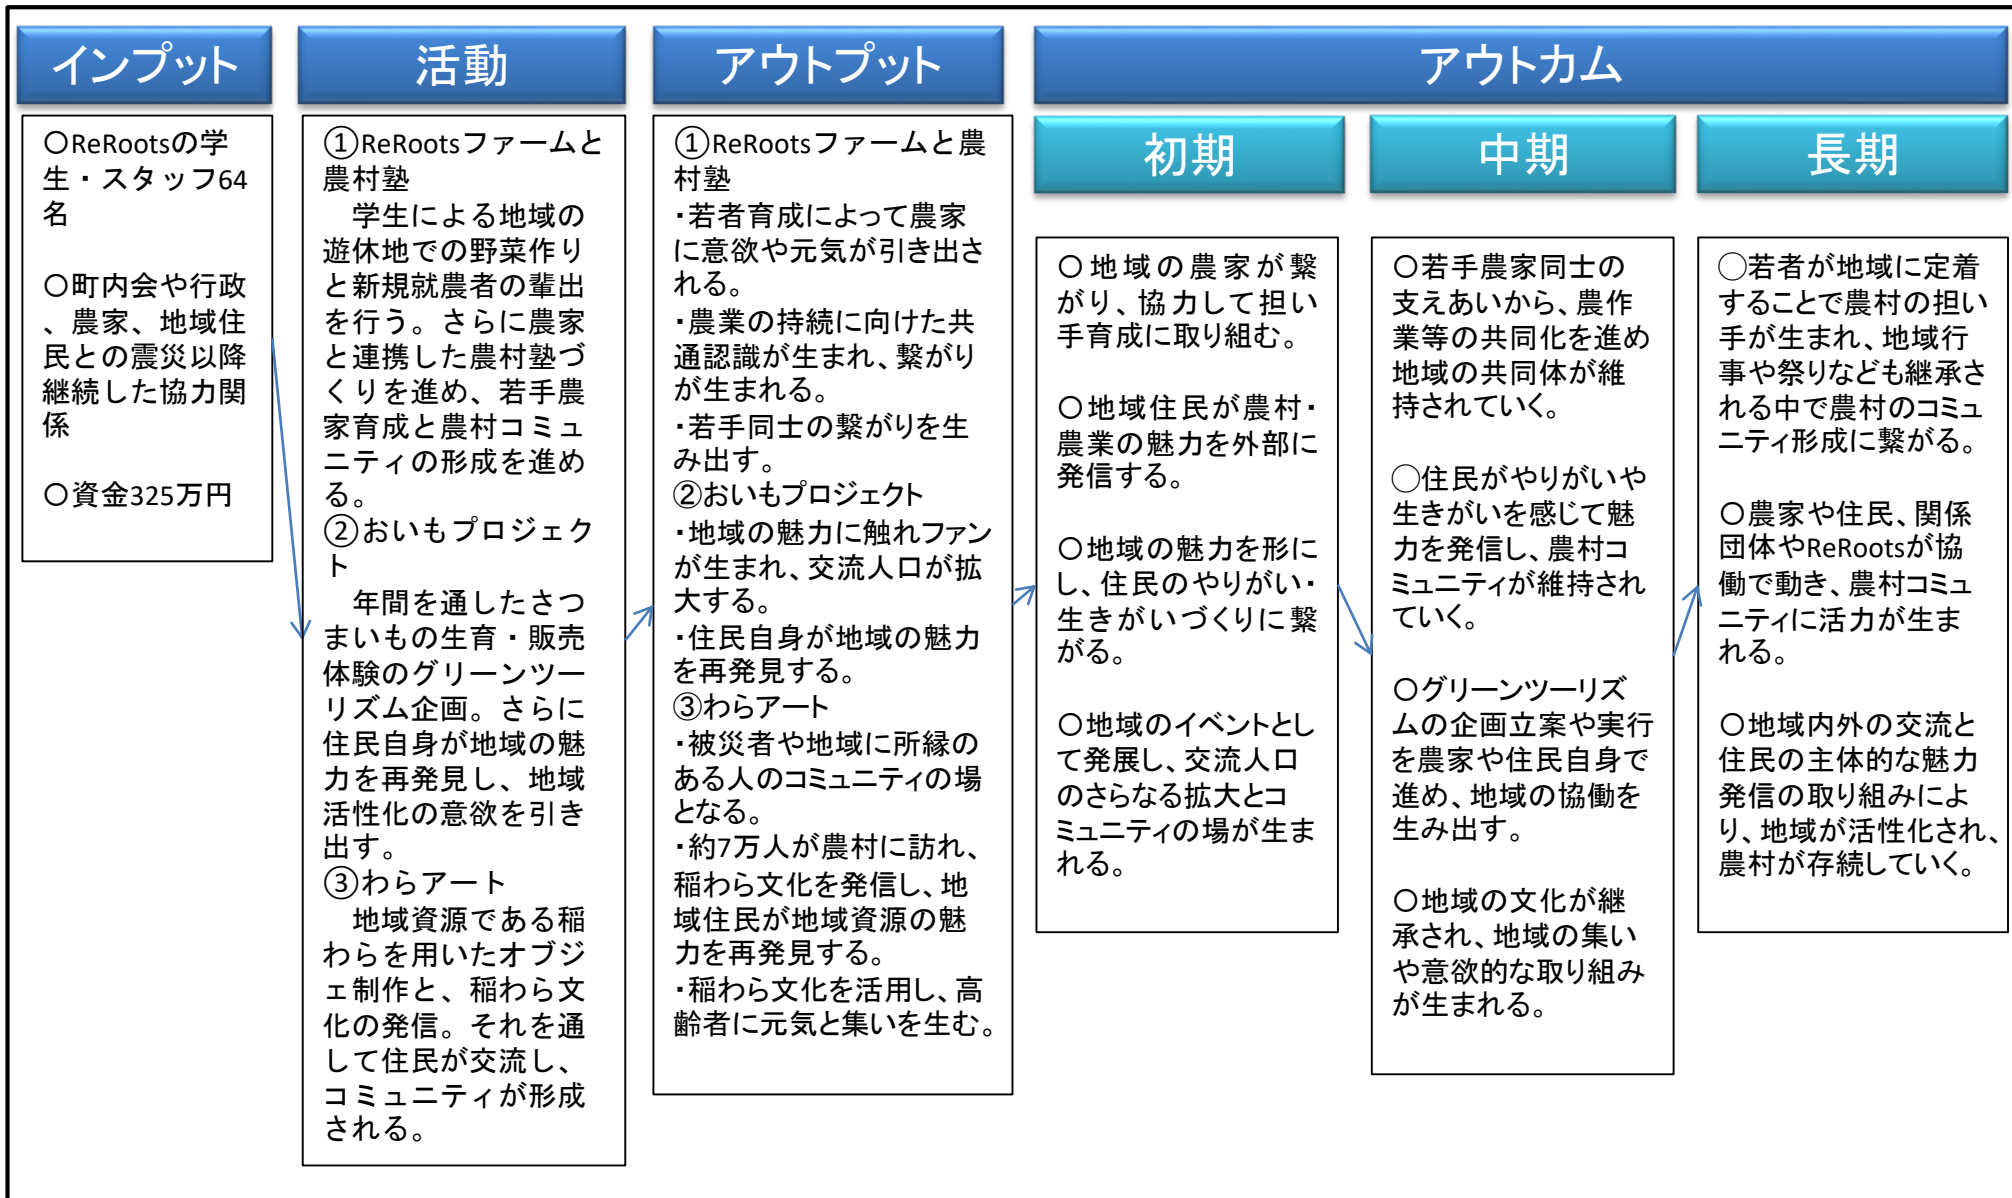 インプット
〇ReRootsの学
生・スタッフ64
名
〇町内会や行政
、農家、地域住
民との震災以降
継続した協力関
係
〇資金325万円
活動
①ReRootsファームと
農村塾
　学生による地域の
遊休地での野菜作り
と新規就農者の輩出
を行う。さらに農家
と連携した農村塾づ
くりを進め、若手農
家育成と農村コミュ
ニティの形成を進め
る。
②おいもプロジェク
ト
　年間を通したさつ
まいもの生育・販売
体験のグリーンツー
リズム企画。さらに
住民自身が地域の魅
力を再発見し、地域
活性化の意欲を引き
出す。
③わらアート
　地域資源である稲
わらを用いたオブジ
ェ制作と、稲わら文
化の発信。それを通
して住民が交流し、
コミュニティが形成
される。
アウトプット
①ReRootsファームと農
村塾
・若者育成によって農家
に意欲や元気が引き出さ
れる。
・農業の持続に向けた共
通認識が生まれ、繋がり
が生まれる。
・若手同士の繋がりを生
み出す。
②おいもプロジェクト
・地域の魅力に触れファン
が生まれ、交流人口が拡
大する。
・住民自身が地域の魅力
を再発見する。
③わらアート
・被災者や地域に所縁の
ある人のコミュニティの場
となる。
・約7万人が農村に訪れ、
稲わら文化を発信し、地
域住民が地域資源の魅
力を再発見する。
・稲わら文化を活用し、高
齢者に元気と集いを生む。
アウトカム
初期
〇地域の農家が繋
がり、協力して担い
手育成に取り組む。
〇地域住民が農村・
農業の魅力を外部に
発信する。
〇地域の魅力を形に
し、住民のやりがい・
生きがいづくりに繋
がる。
〇地域のイベントとし
て発展し、交流人口
のさらなる拡大とコ
ミュニティの場が生ま
れる。
中期
〇若手農家同士の
支えあいから、農作
業等の共同化を進め
地域の共同体が維
持されていく。
◯住民がやりがいや
生きがいを感じて魅
力を発信し、農村コ
ミュニティが維持され
ていく。
〇グリーンツーリズ
ムの企画立案や実行
を農家や住民自身で
進め、地域の協働を
生み出す。
〇地域の文化が継
承され、地域の集い
や意欲的な取り組み
が生まれる。
長期
◯若者が地域に定着
することで農村の担い
手が生まれ、地域行
事や祭りなども継承さ
れる中で農村のコミュ
ニティ形成に繋がる。
〇農家や住民、関係
団体やReRootsが協
働で動き、農村コミュ
ニティに活力が生ま
れる。
〇地域内外の交流と
住民の主体的な魅力
発信の取り組みによ
り、地域が活性化され、
農村が存続していく。